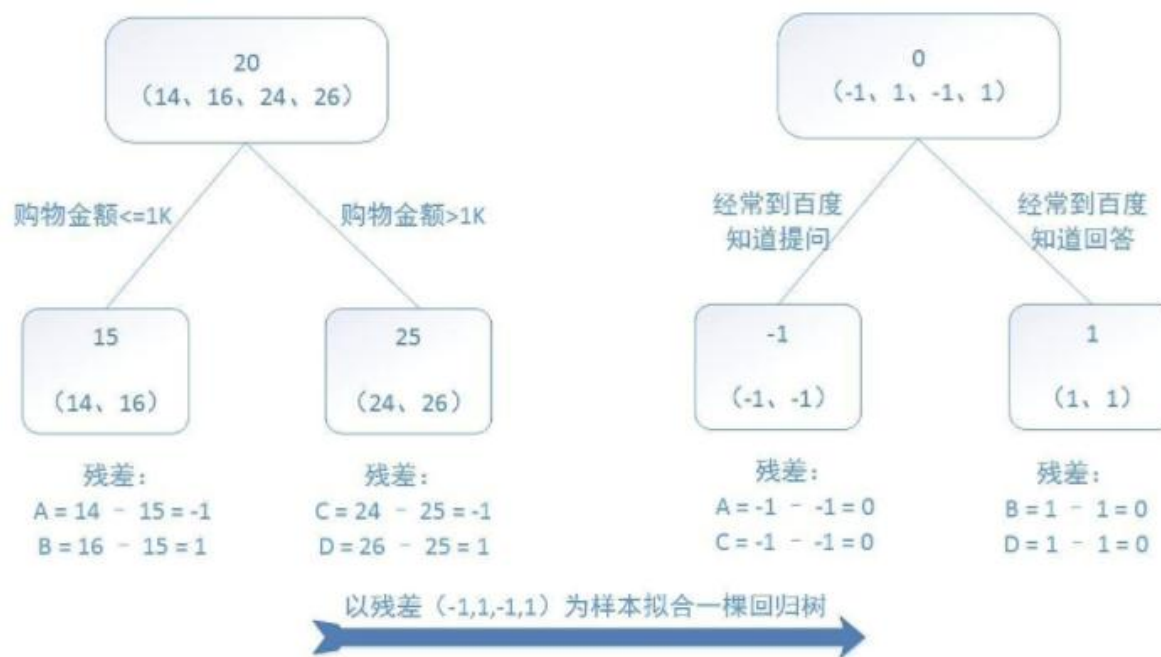 20
（14、16、24、26）
购物金额<=1K
购物金额>1K
15
（14、16）
25
（24、26）
残差：
A = 14 - 15 = -1
B = 16 - 15 = 1
残差：
C = 24 - 25 = -1
D = 26 - 25 = 1
0
（-1、1、-1、1）
经常到百度
知道提问
经常到百度
知道回答
-1
（-1、-1）
1
（1、1）
残差：
A = -1 - -1 = 0
C = -1 - -1 = 0
残差：
B = 1 - 1 = 0
D = 1 - 1 = 0
以残差（-1,1,-1,1）为样本拟合一棵回归树